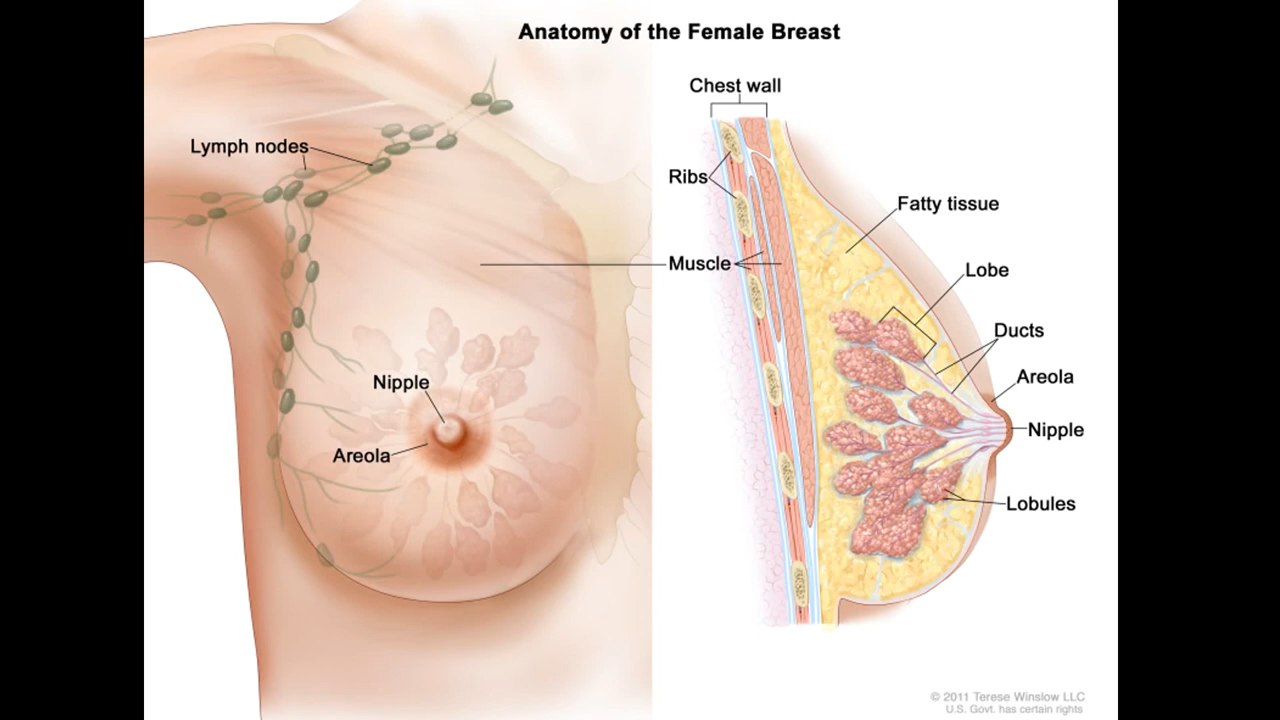 Anatomy of the Female Breast
Lymph nodes
Nipple
Areola
Chest wall
Ribs
Muscle
Fatty tissue
Lobe
Ducts
Areola
Nipple
Lobules
© 2011 Terese Winslow LLC
U.S. Govt. has certain rights